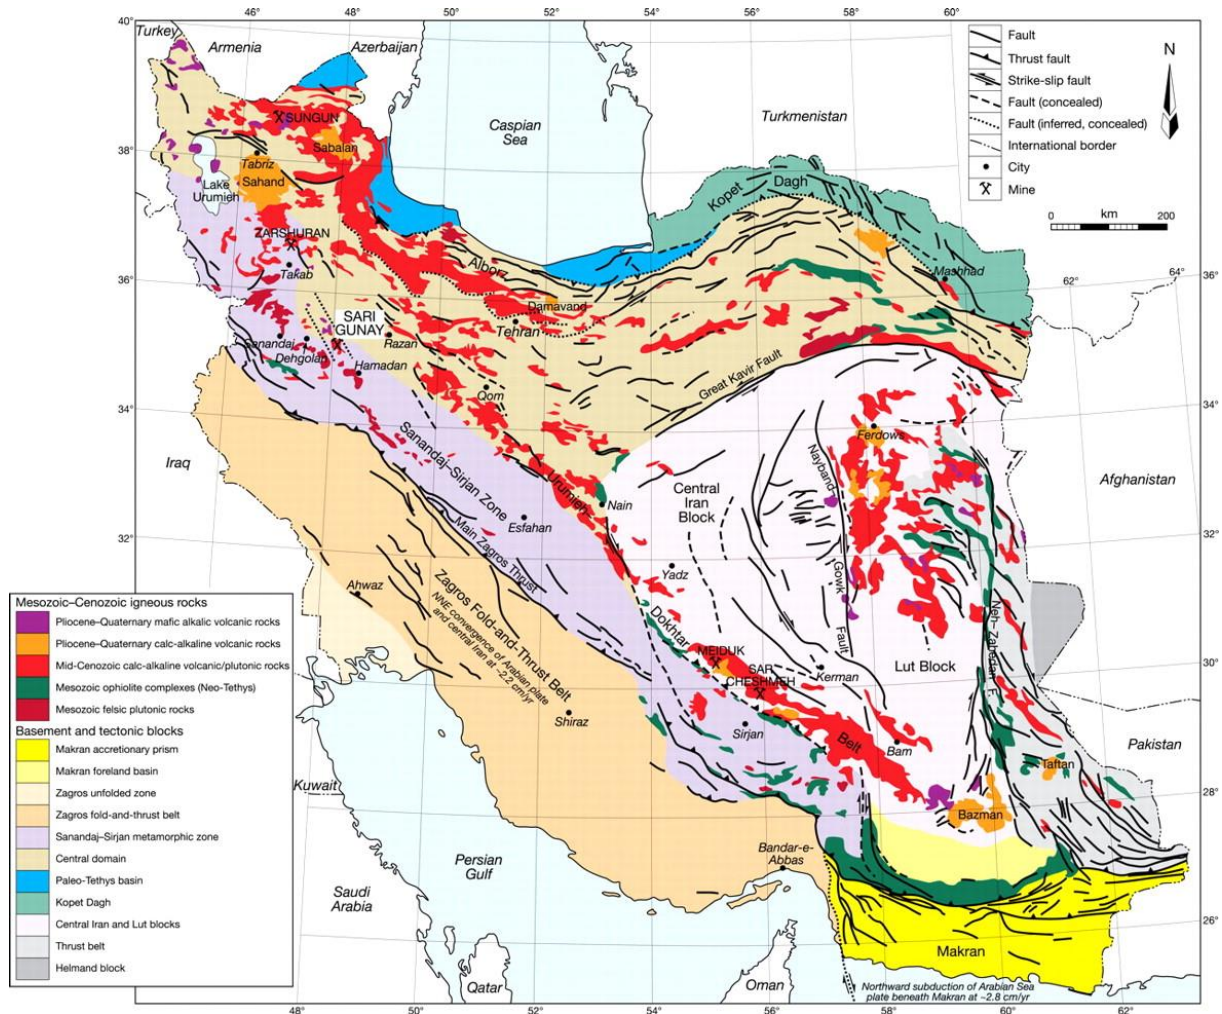 46°
48°
50°
52°
54°
56°
58°
60°
40°
Turkey
Armenia
Azerbaijan
Caspian
Sea
Turkmenistan
Fault
Thrust fault
Strike-slip fault
Fault (concealed)
Fault (inferred, concealed)
International border
City
Mine
N
km
0
200
SUNGUN
Sabalan
38°
Tabriz
Sahand
Lake
Urumieh
Kopet
Dagh
ZARSHURAN
Takab
Alborz
Mashhad
62°
64°
36°
36°
Damavand
Tehran
SARI
GUNAY
Razan
Sanandaj
Dehgolan
Hamadan
Great Kavir Fault
Qom
34°
34°
Iraq
Sanandaj–Sirjan Zone
Ferdows
Nayband
Afghanistan
Urumieh
Central
Iran
Block
Nain
Esfahan
Main Zagros Thrust
32°
32°
Yadz
Gowk
Ahwaz
Zagros Fold-and-Thrust Belt
NNE convergence of Arabian plate
and central Iran at ~2.2 cm/yr
Dokhtar
Neh–Zahedan F.
Fault
Lut Block
MEIDUK
SAR
CHESHMEH
Kerman
30°
Shiraz
Sirjan
Belt
Bam
Pakistan
Taftan
Kuwait
28°
Bazman
Bandar-e-
Abbas
Persian
Gulf
Saudi
Arabia
26°
Makran
Qatar
Oman
Northward subduction of Arabian Sea
plate beneath Makran at ~2.8 cm/yr
48°
50°
52°
54°
56°
58°
60°
62°
Mesozoic–Cenozoic igneous rocks
Pliocene–Quaternary mafic alkalic volcanic rocks
Pliocene–Quaternary calc-alkaline volcanic rocks
Mid-Cenozoic calc-alkaline volcanic/plutonic rocks
Mesozoic ophiolite complexes (Neo-Tethys)
Mesozoic felsic plutonic rocks
Basement and tectonic blocks
Makran accretionary prism
Makran foreland basin
Zagros unfolded zone
Zagros fold-and-thrust belt
Sanandaj–Sirjan metamorphic zone
Central domain
Paleo-Tethys basin
Kopet Dagh
Central Iran and Lut blocks
Thrust belt
Helmand block